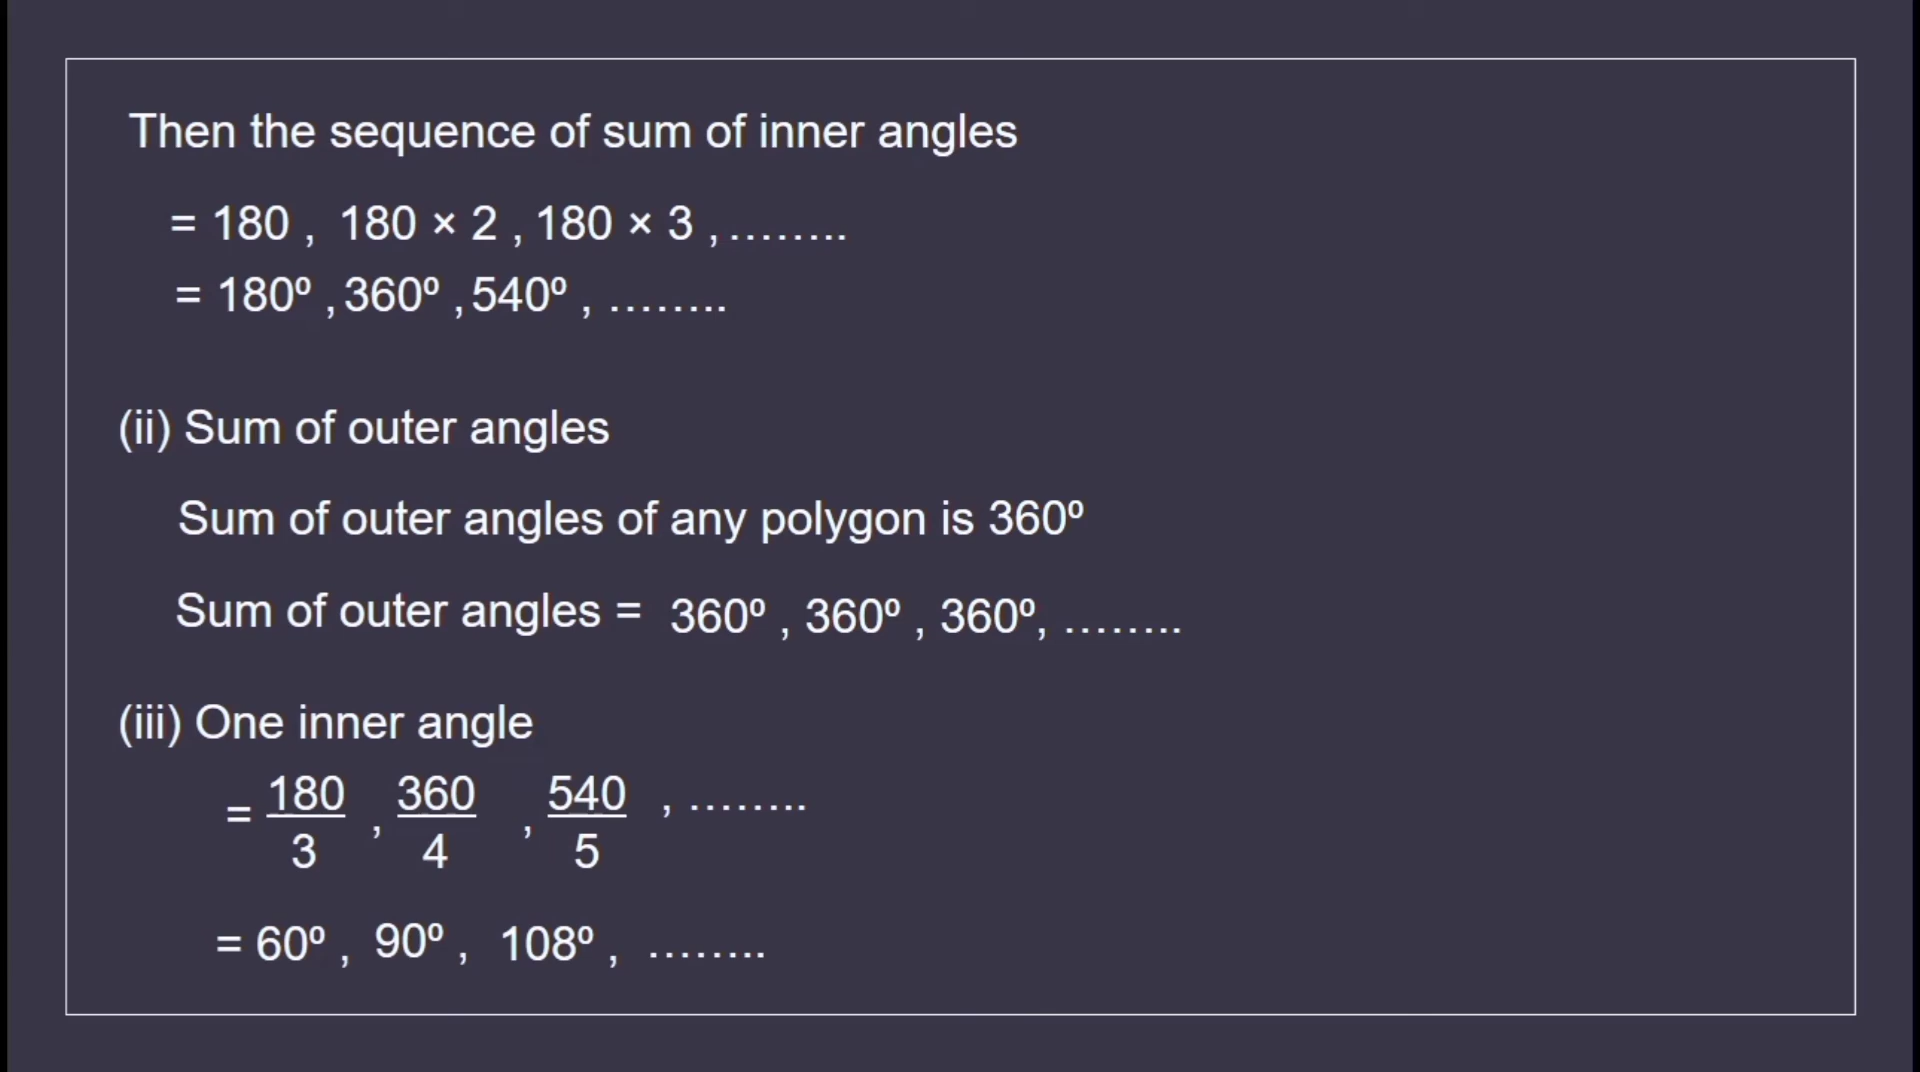 Then the sequence of sum of inner angles
= 180 , 180 × 2 , 180 × 3 , ........
= 180º , 360º , 540º , ........
(ii) Sum of outer angles
Sum of outer angles of any polygon is 360º
Sum of outer angles = 360º , 360º , 360º, ........
(iii) One inner angle
= 180/3 , 360/4 , 540/5 , ........
= 60º , 90º , 108º , ........